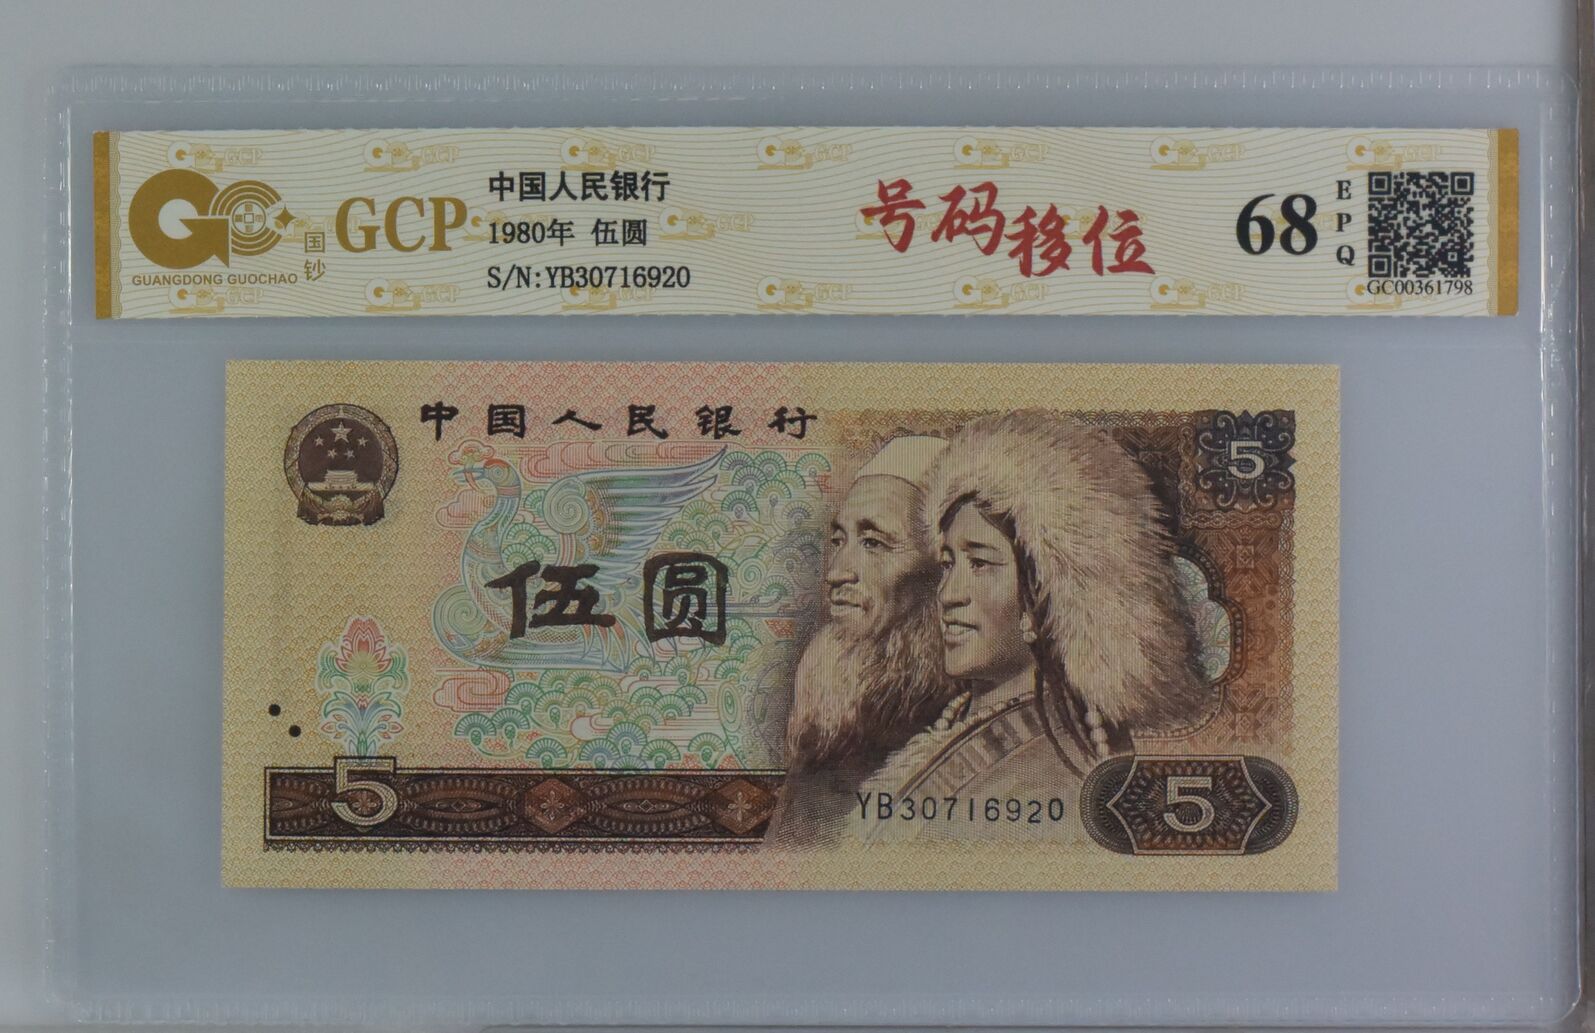 GCP
国钞
GUANGDONG GUOCHAO
中国人民银行
1980年 伍圆
S/N:YB30716920
号码移位
68
EPQ
GC00361798
中国人民银行
5
伍圆
5
YB30716920
5